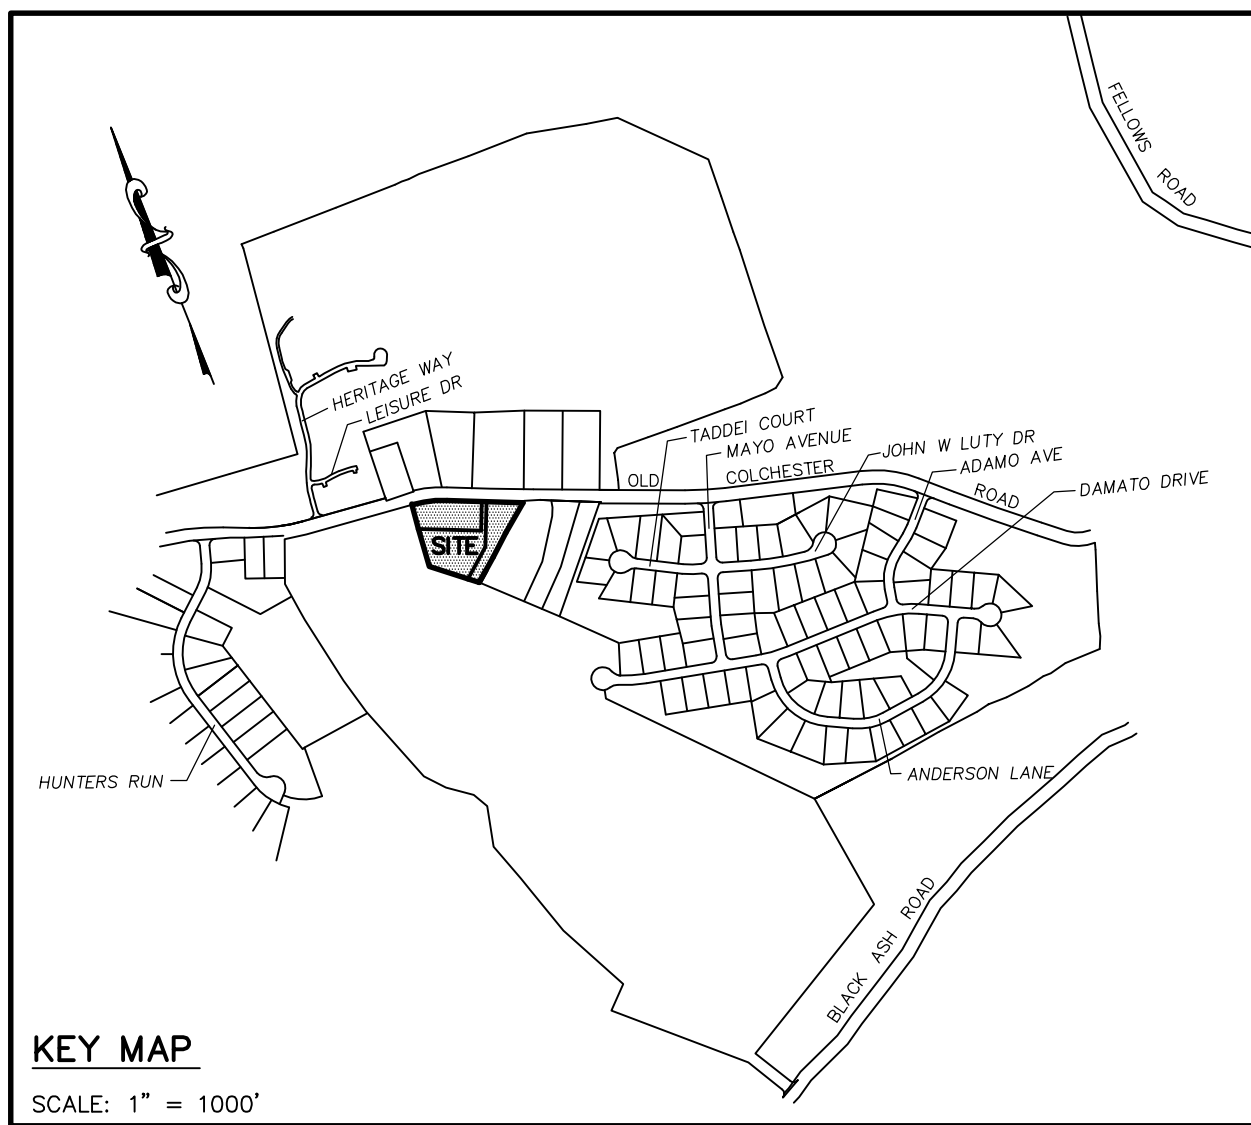 FELLOWS
ROAD
HERITAGE WAY
LEISURE DR
TADDEI COURT
MAYO AVENUE
JOHN W LUTY DR
ADAMO AVE
OLD
COLCHESTER
ROAD
DAMATO DRIVE
SITE
HUNTERS RUN
ANDERSON LANE
BLACK ASH ROAD
KEY MAP
SCALE: 1" = 1000'